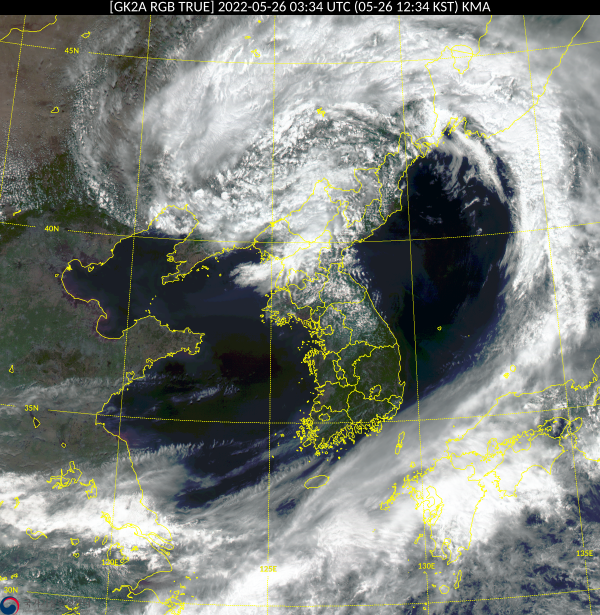 [GK2A RGB TRUE] 2022-05-26 03:34 UTC (05-26 12:34 KST) KMA
45N
40N
35N
120E
125E
130E
135E
30N